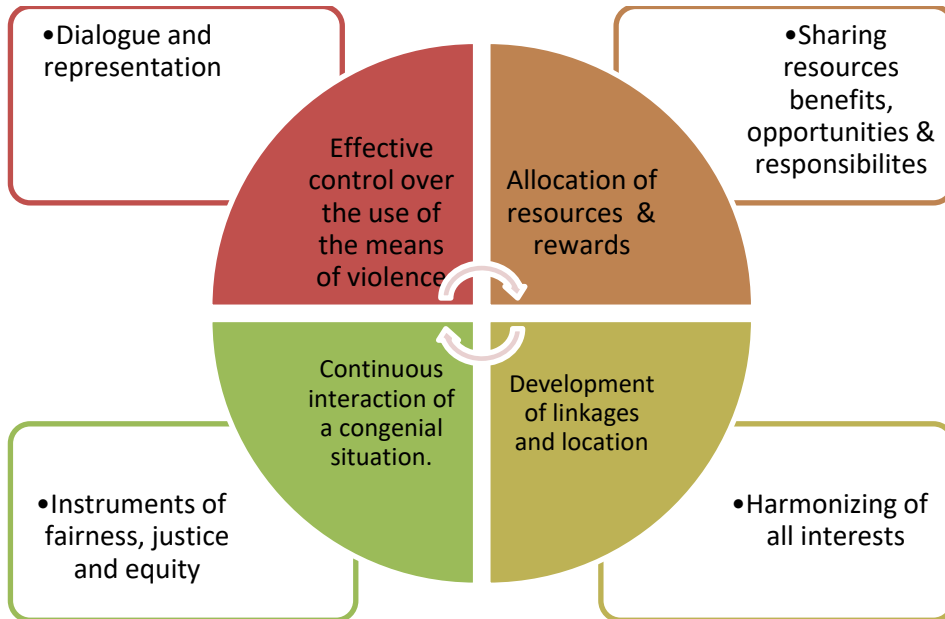 •Dialogue and
representation
•Sharing
resources
benefits,
opportunities &
responsibilites
Effective
control over
the use of
the means
of violence
Allocation of
resources & 
rewards
Continuous
interaction of
a congenial
situation.
Development
of linkages
and location
•Instruments of
fairness, justice
and equity
•Harmonizing of
all interests